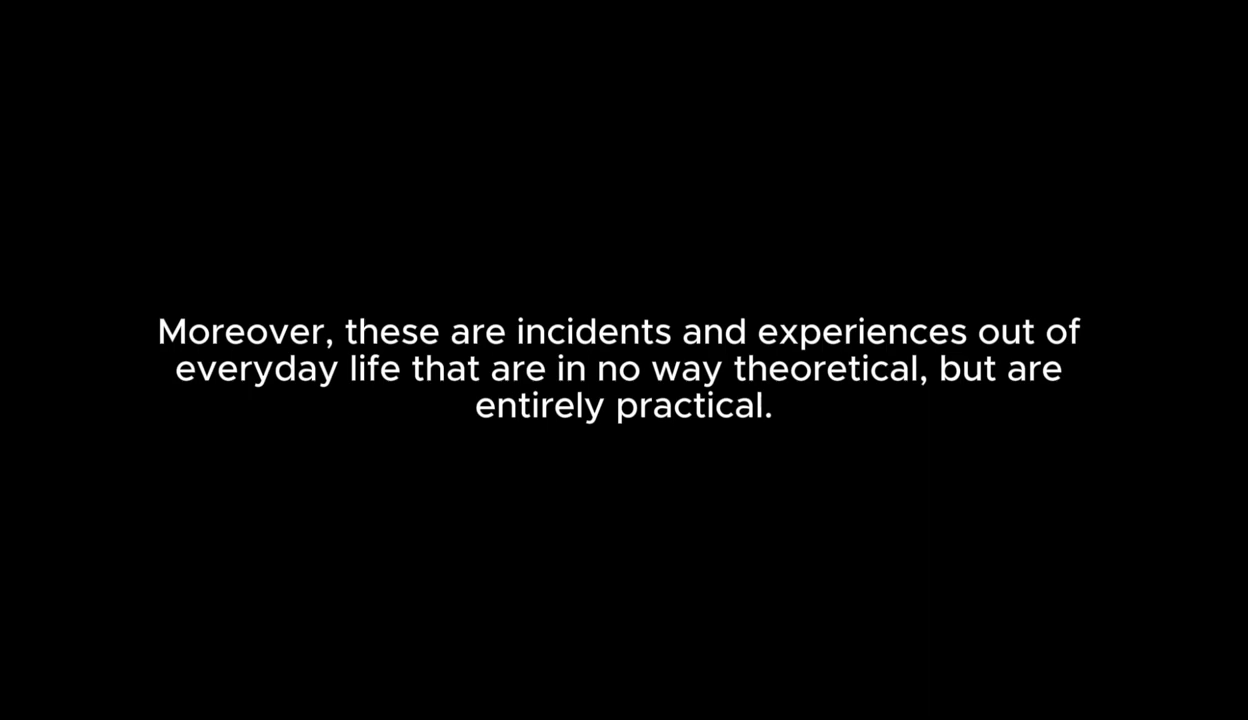 Moreover, these are incidents and experiences out of
everyday life that are in no way theoretical, but are
entirely practical.